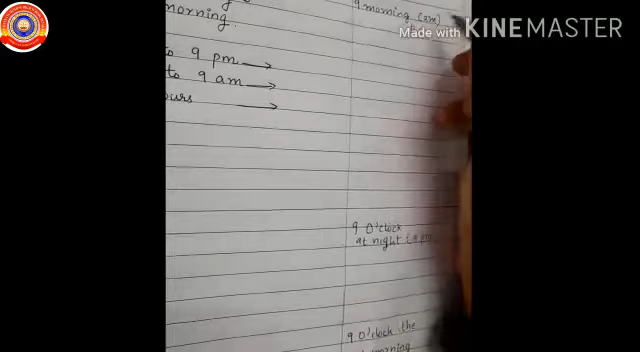 morning.
to 9 pm →
to 9 am →
ours →
9 morning (am)
9 O'clock
at night (9 pm
9 O'clock the
morning
Made with KINEMASTER